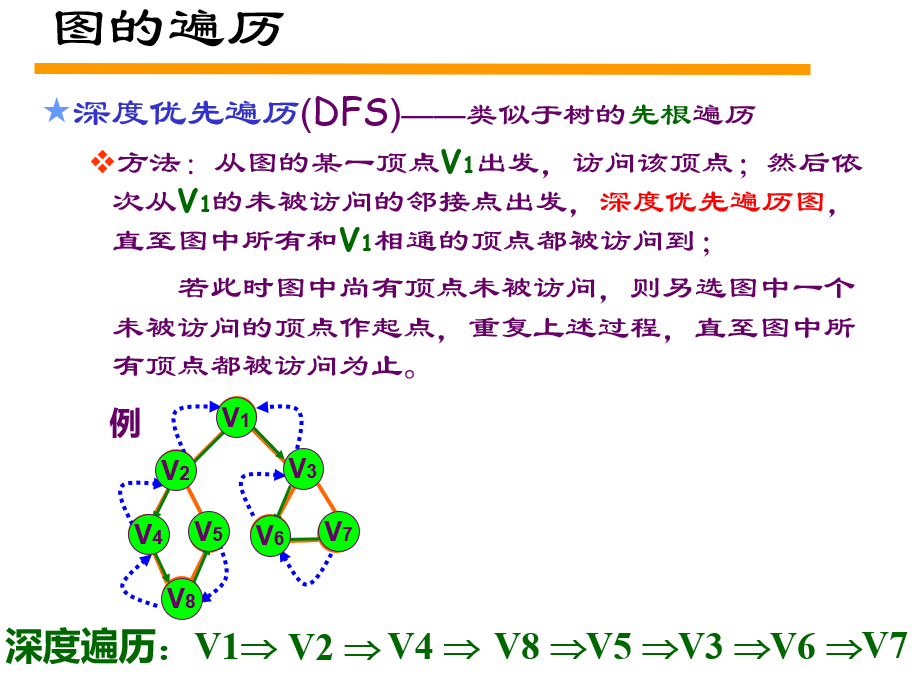 图的遍历
★深度优先遍历(DFS)——类似于树的先根遍历
❖方法：从图的某一顶点V1出发，访问该顶点；然后依
次从V1的未被访问的邻接点出发，深度优先遍历图，
直至图中所有和V1相通的顶点都被访问到；
若此时图中尚有顶点未被访问，则另选图中一个
未被访问的顶点作起点，重复上述过程，直至图中所
有顶点都被访问为止。
例
V1
V2 V3
V4 V5 V6 V7
V8
深度遍历：V1⇒ V2 ⇒ V4 ⇒ V8 ⇒V5 ⇒V3 ⇒V6 ⇒V7